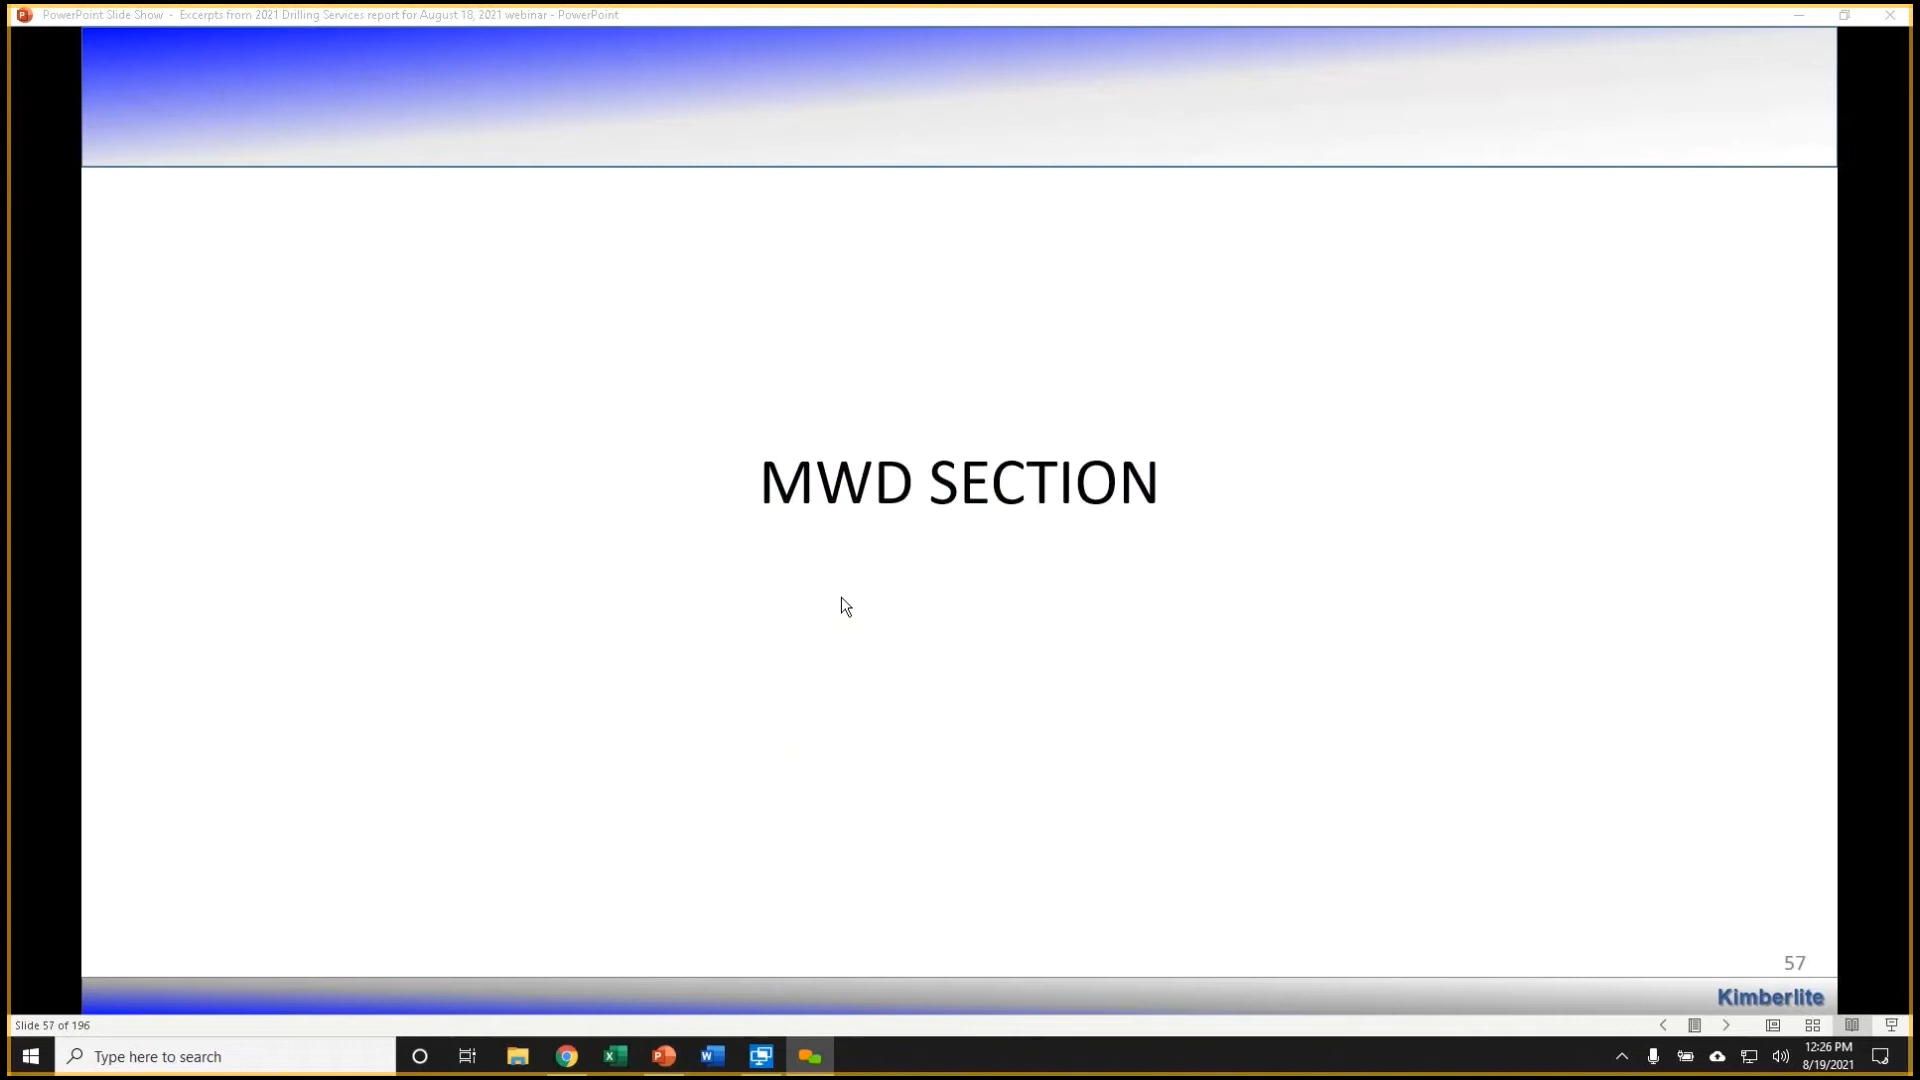 PowerPoint Slide Show - Excerpts from 2021 Drilling Services report for August 18, 2021 webinar - PowerPoint
MWD SECTION
57
Kimberlite
Slide 57 of 196
Type here to search
12:26 PM
8/19/2021